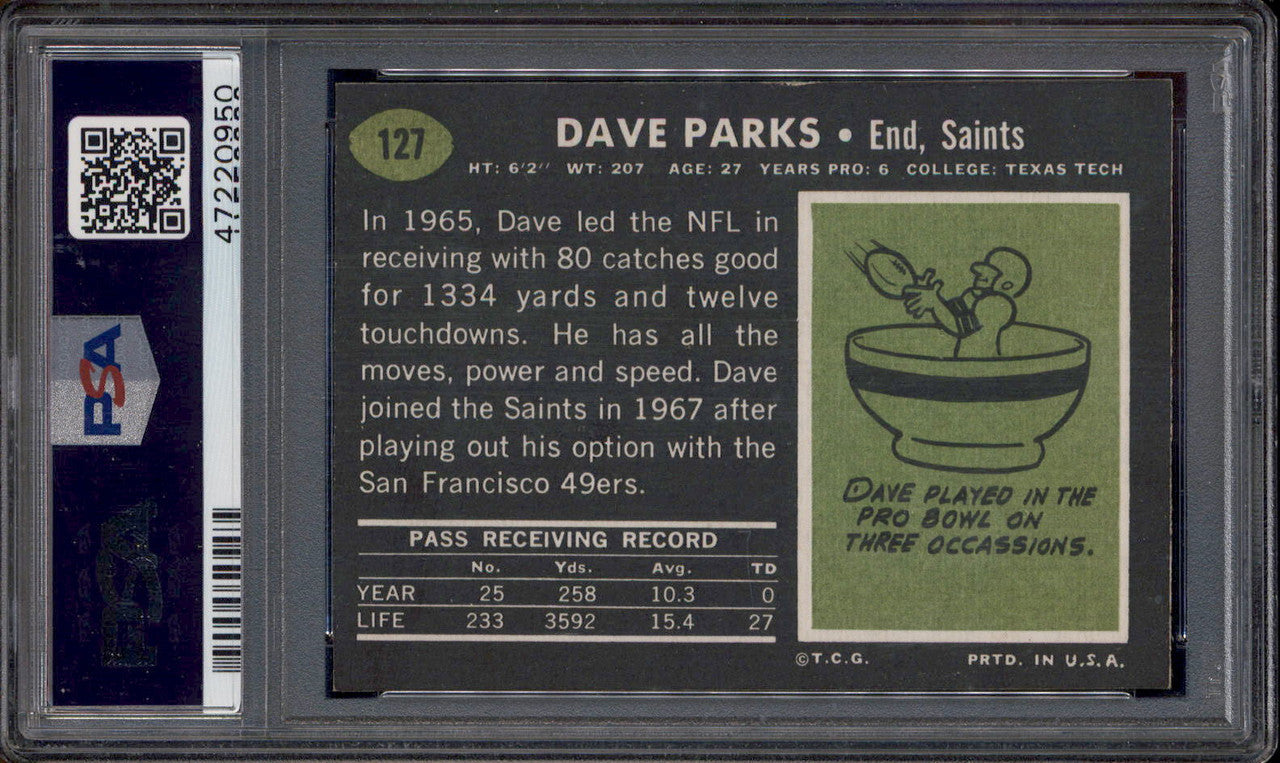 47220950
PSA
127
DAVE PARKS • End, Saints
HT: 6'2" WT: 207 AGE: 27 YEARS PRO: 6 COLLEGE: TEXAS TECH
In 1965, Dave led the NFL in
receiving with 80 catches good
for 1334 yards and twelve
touchdowns. He has all the
moves, power and speed. Dave
joined the Saints in 1967 after
playing out his option with the
San Francisco 49ers.
PASS RECEIVING RECORD
No. Yds. Avg. TD
YEAR 25 258 10.3 0
LIFE 233 3592 15.4 27
DAVE PLAYED IN THE
PRO BOWL ON
THREE OCCASSIONS.
©T.C.G. PRTD. IN U.S.A.